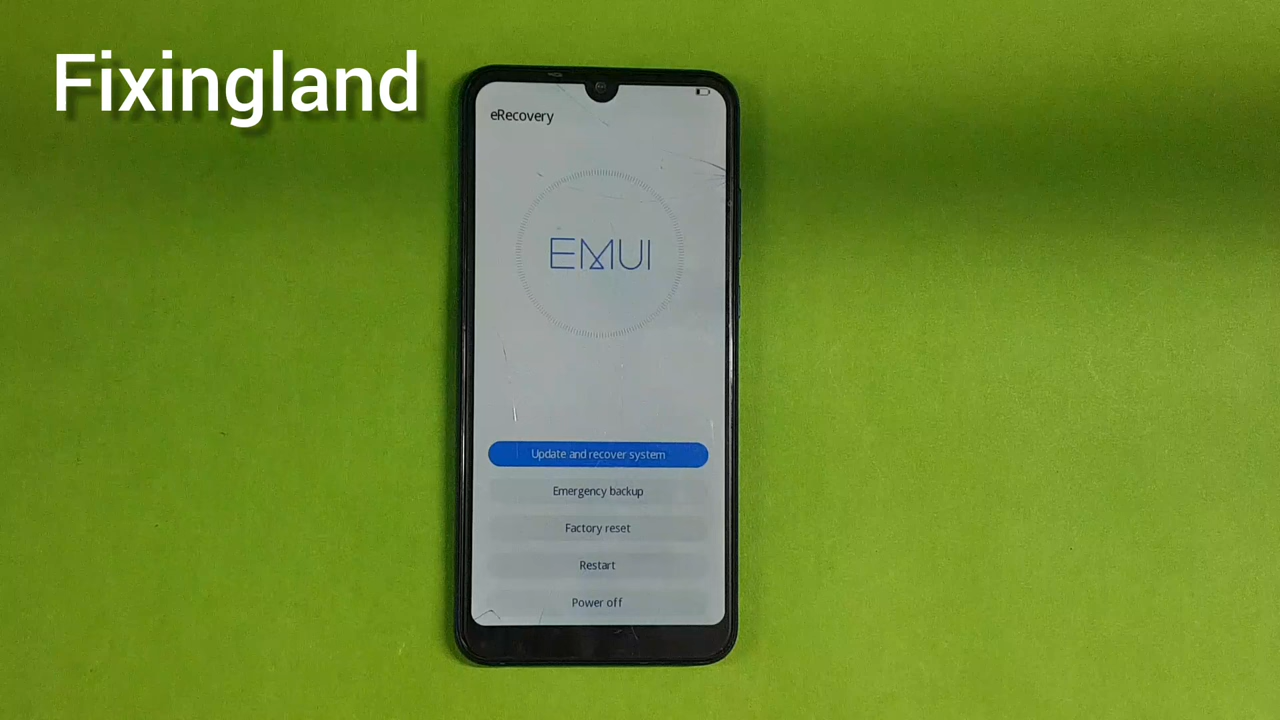 Fixingland
eRecovery
EMUI
Update and recover system
Emergency backup
Factory reset
Restart
Power off